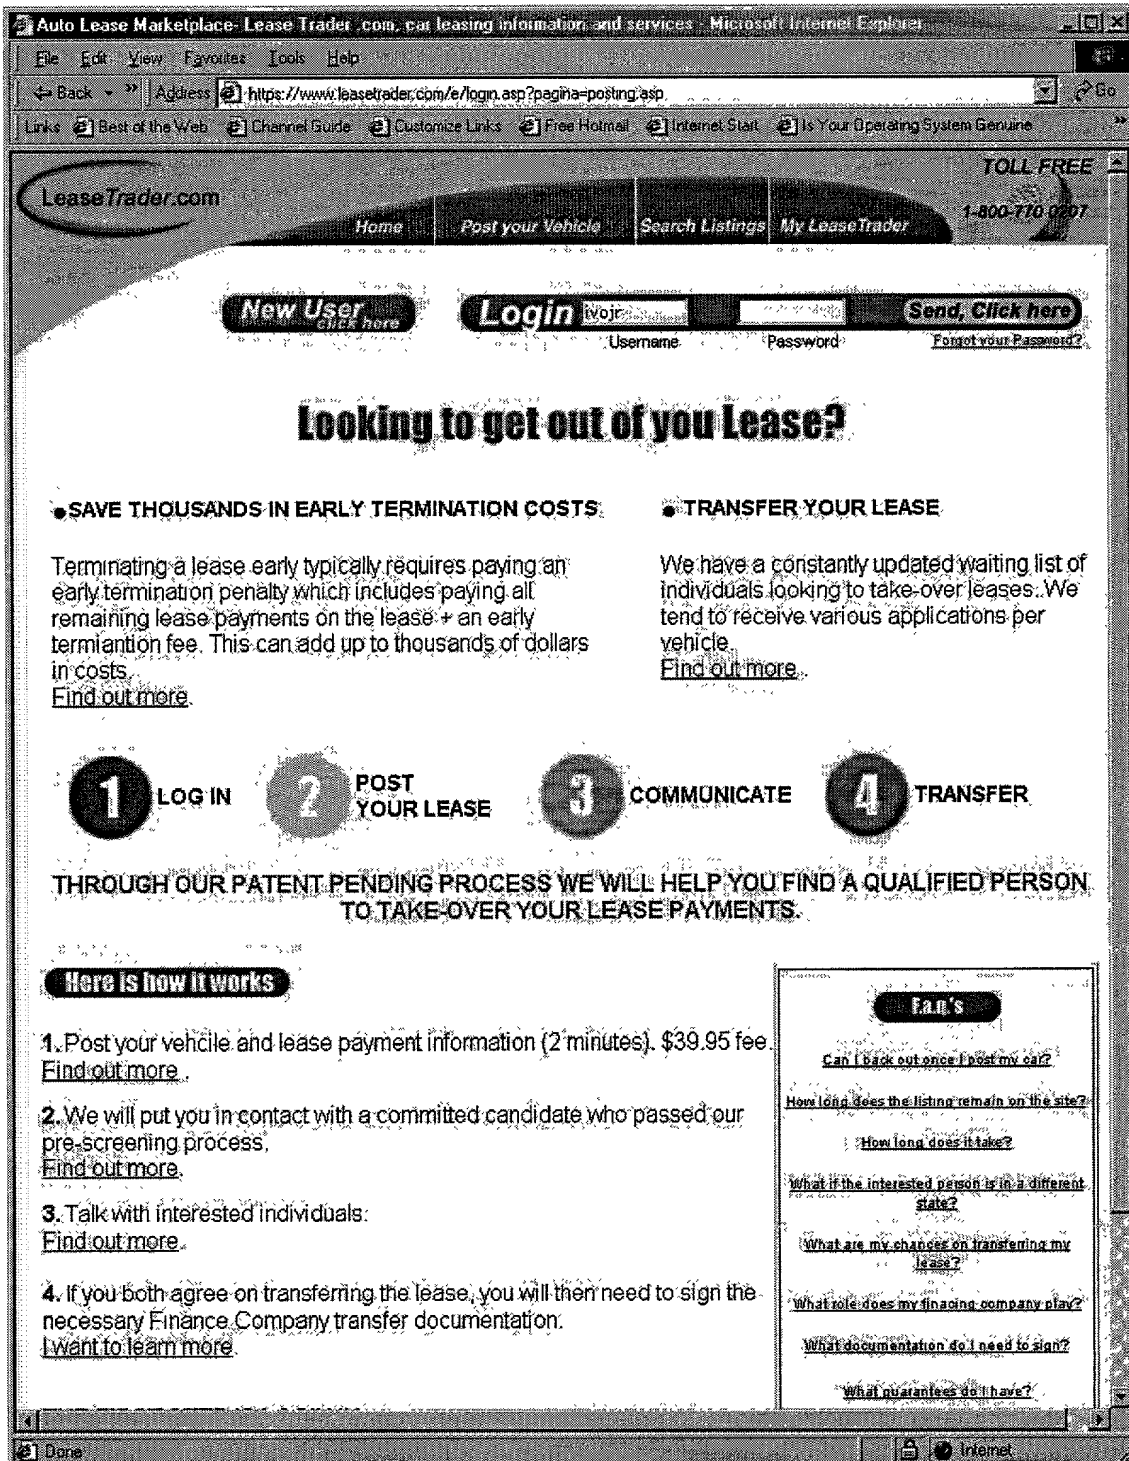 Auto Lease Marketplace- Lease Trader .com, car leasing information and services - Microsoft Internet Explorer
File Edit View Favorites Tools Help
Back Address https://www.leasetrader.com/e/login.asp?pagina=posting.asp Go
Links Best of the Web Channel Guide Customize Links Free Hotmail Internet Start Is Your Operating System Genuine
TOLL FREE
LeaseTrader.com
1-800-770 0207
Home Post your Vehicle Search Listings My LeaseTrader
New User Click here Login ivojr Send, Click here
Username Password Forgot your Password?
Looking to get out of you Lease?
SAVE THOUSANDS IN EARLY TERMINATION COSTS
Terminating a lease early typically requires paying an
early termination penalty which includes paying all
remaining lease payments on the lease + an early
termiantion fee. This can add up to thousands of dollars
in costs.
Find out more.
TRANSFER YOUR LEASE
We have a constantly updated waiting list of
individuals looking to take-over leases. We
tend to receive various applications per
vehicle.
Find out more.
1 LOG IN 2 POST YOUR LEASE 3 COMMUNICATE 4 TRANSFER
THROUGH OUR PATENT PENDING PROCESS WE WILL HELP YOU FIND A QUALIFIED PERSON
TO TAKE-OVER YOUR LEASE PAYMENTS.
Here is how it works
1. Post your vehcile and lease payment information (2 minutes). $39.95 fee.
Find out more .
2. We will put you in contact with a committed candidate who passed our
pre-screening process.
Find out more.
3. Talk with interested individuals.
Find out more.
4. If you both agree on transferring the lease, you will then need to sign the
necessary Finance Company transfer documentation.
I want to learn more.
F.a.q.'s
Can I back out once I post my car?
How long does the listing remain on the site?
How long does it take?
What if the interested person is in a different
state?
What are my chances on transferring my
lease?
What role does my finacing company play?
What documentation do I need to sign?
What guarantees do I have?
Done Internet